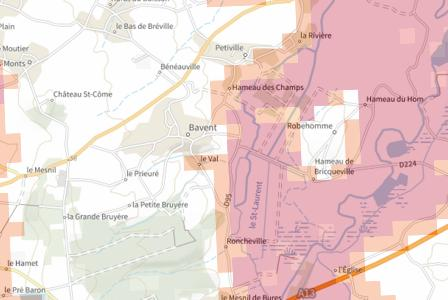 Plain
le Bas de Bréville
la Rivière
Moutier
Petiville
Monts
Bénéauville
Château St-Côme
Hameau des Champs
Hameau du Hom
Bavent
Robehomme
le Val
Hameau de
Bricqueville
D224
le Mesnil
le Prieuré
D95
le St-Laurent
la Petite Bruyère
la Grande Bruyère
Roncheville
le Hamet
l'Église
le Pré Baron
le Mesnil de Bures
A13